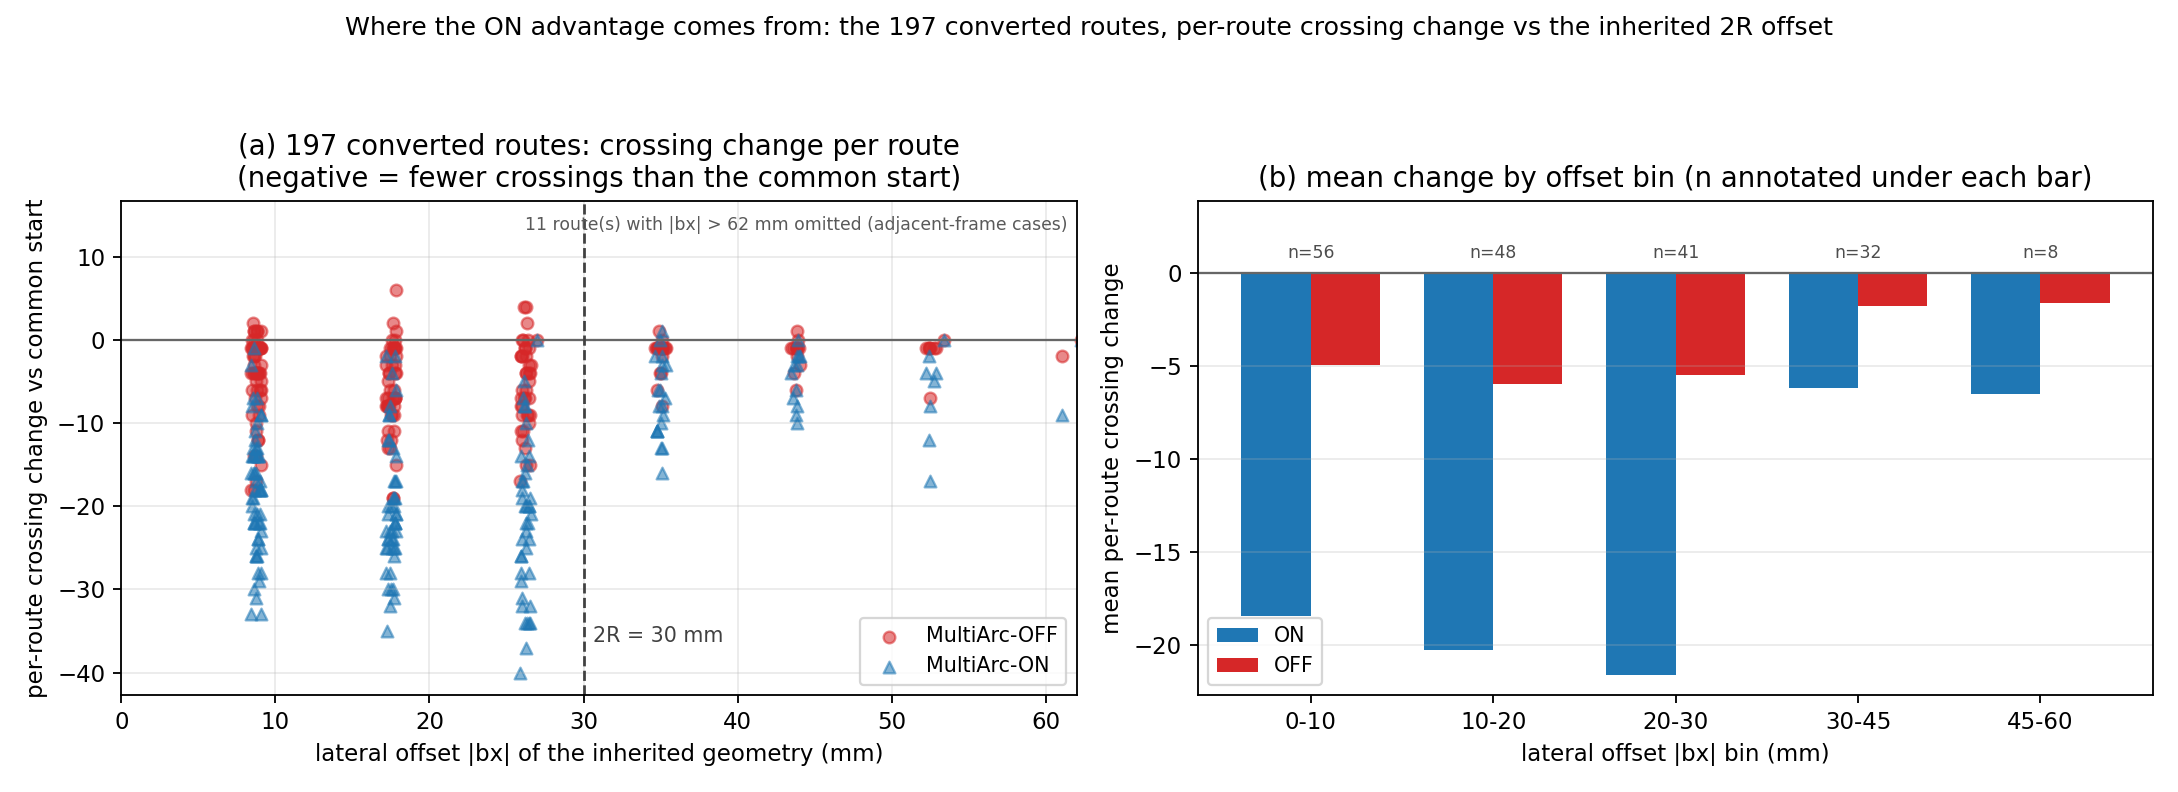 Where the ON advantage comes from: the 197 converted routes, per-route crossing change vs the inherited 2R offset
(a) 197 converted routes: crossing change per route
(negative = fewer crossings than the common start)
11 route(s) with |bx| > 62 mm omitted (adjacent-frame cases)
per-route crossing change vs common start
10
0
−10
−20
−30
−40
2R = 30 mm
MultiArc-OFF
MultiArc-ON
0
10
20
30
40
50
60
lateral offset |bx| of the inherited geometry (mm)
(b) mean change by offset bin (n annotated under each bar)
mean per-route crossing change
0
−5
−10
−15
−20
n=56
n=48
n=41
n=32
n=8
ON
OFF
0-10
10-20
20-30
30-45
45-60
lateral offset |bx| bin (mm)